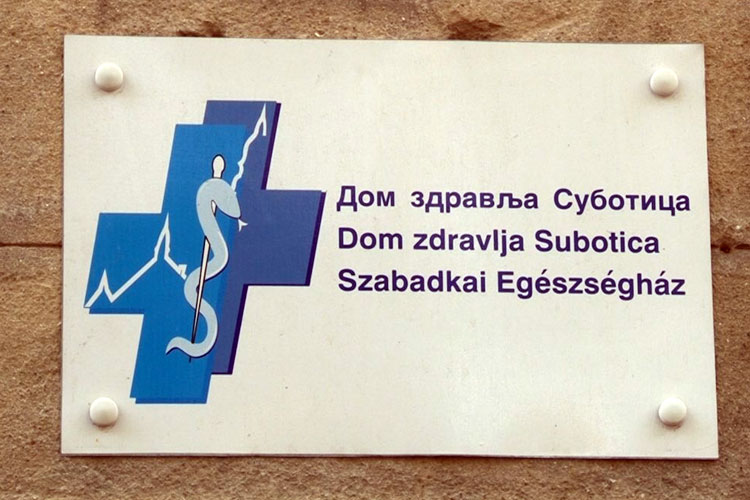 Дом здравља Суботица
Dom zdravlja Subotica
Szabadkai Egészségház